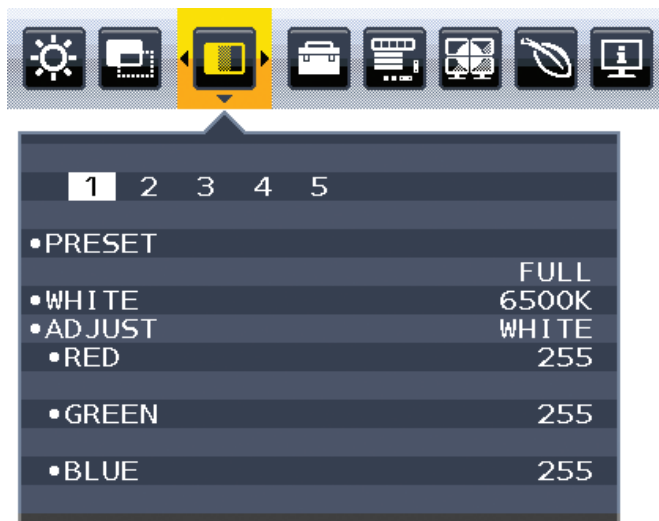 1 2 3 4 5
•PRESET
FULL
•WHITE 6500K
•ADJUST WHITE
•RED 255
•GREEN 255
•BLUE 255